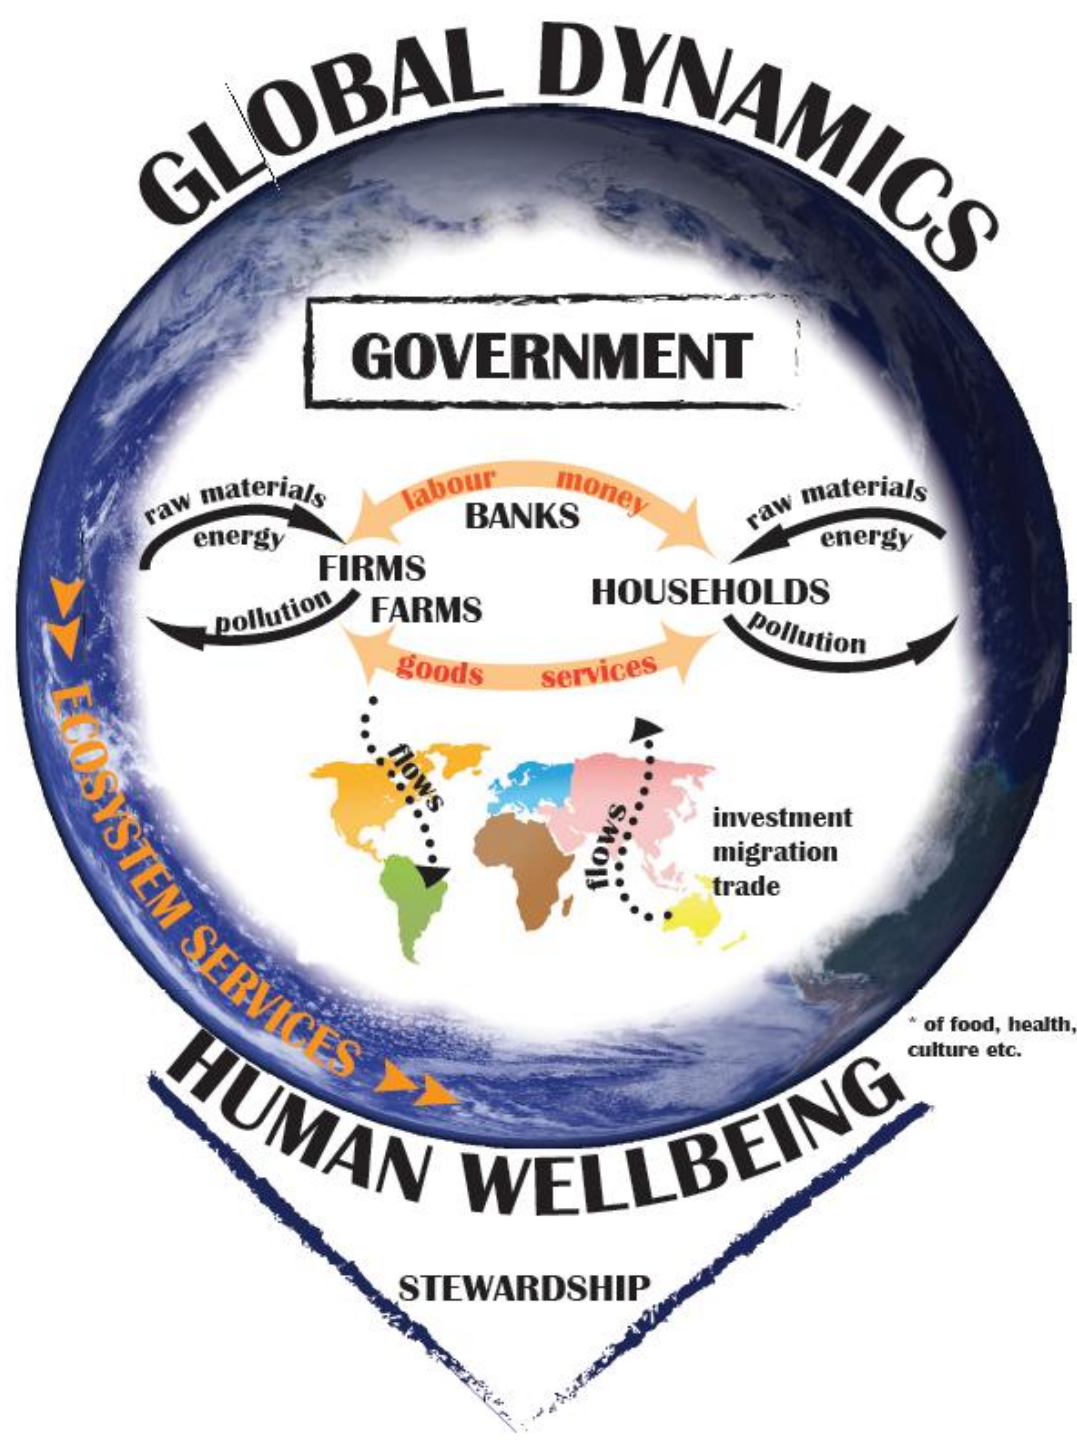 GLOBAL DYNAMICS
GOVERNMENT
labour money
BANKS
raw materials
energy
FIRMS
FARMS
pollution
raw materials
energy
HOUSEHOLDS
pollution
goods services
flows
flows
investment
migration
trade
ECOSYSTEM SERVICES
* of food, health,
culture etc.
HUMAN WELLBEING
STEWARDSHIP